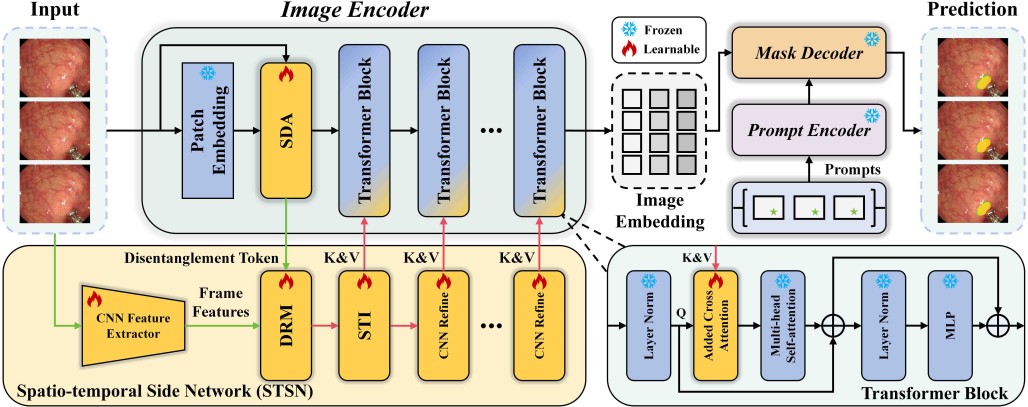 Input
Image Encoder
Prediction
Patch
Embedding
SDA
Transformer Block
Transformer Block
...
Transformer Block
Frozen
Learnable
Image
Embedding
Mask Decoder
Prompt Encoder
Prompts
Disentanglement Token
K&V
K&V
K&V
CNN Feature
Extractor
Frame
Features
DRM
STI
CNN Refine
...
CNN Refine
Spatio-temporal Side Network (STSN)
K&V
Layer Norm
Q
Added Cross
Attention
Multi-head
Self-attention
Layer Norm
MLP
Transformer Block